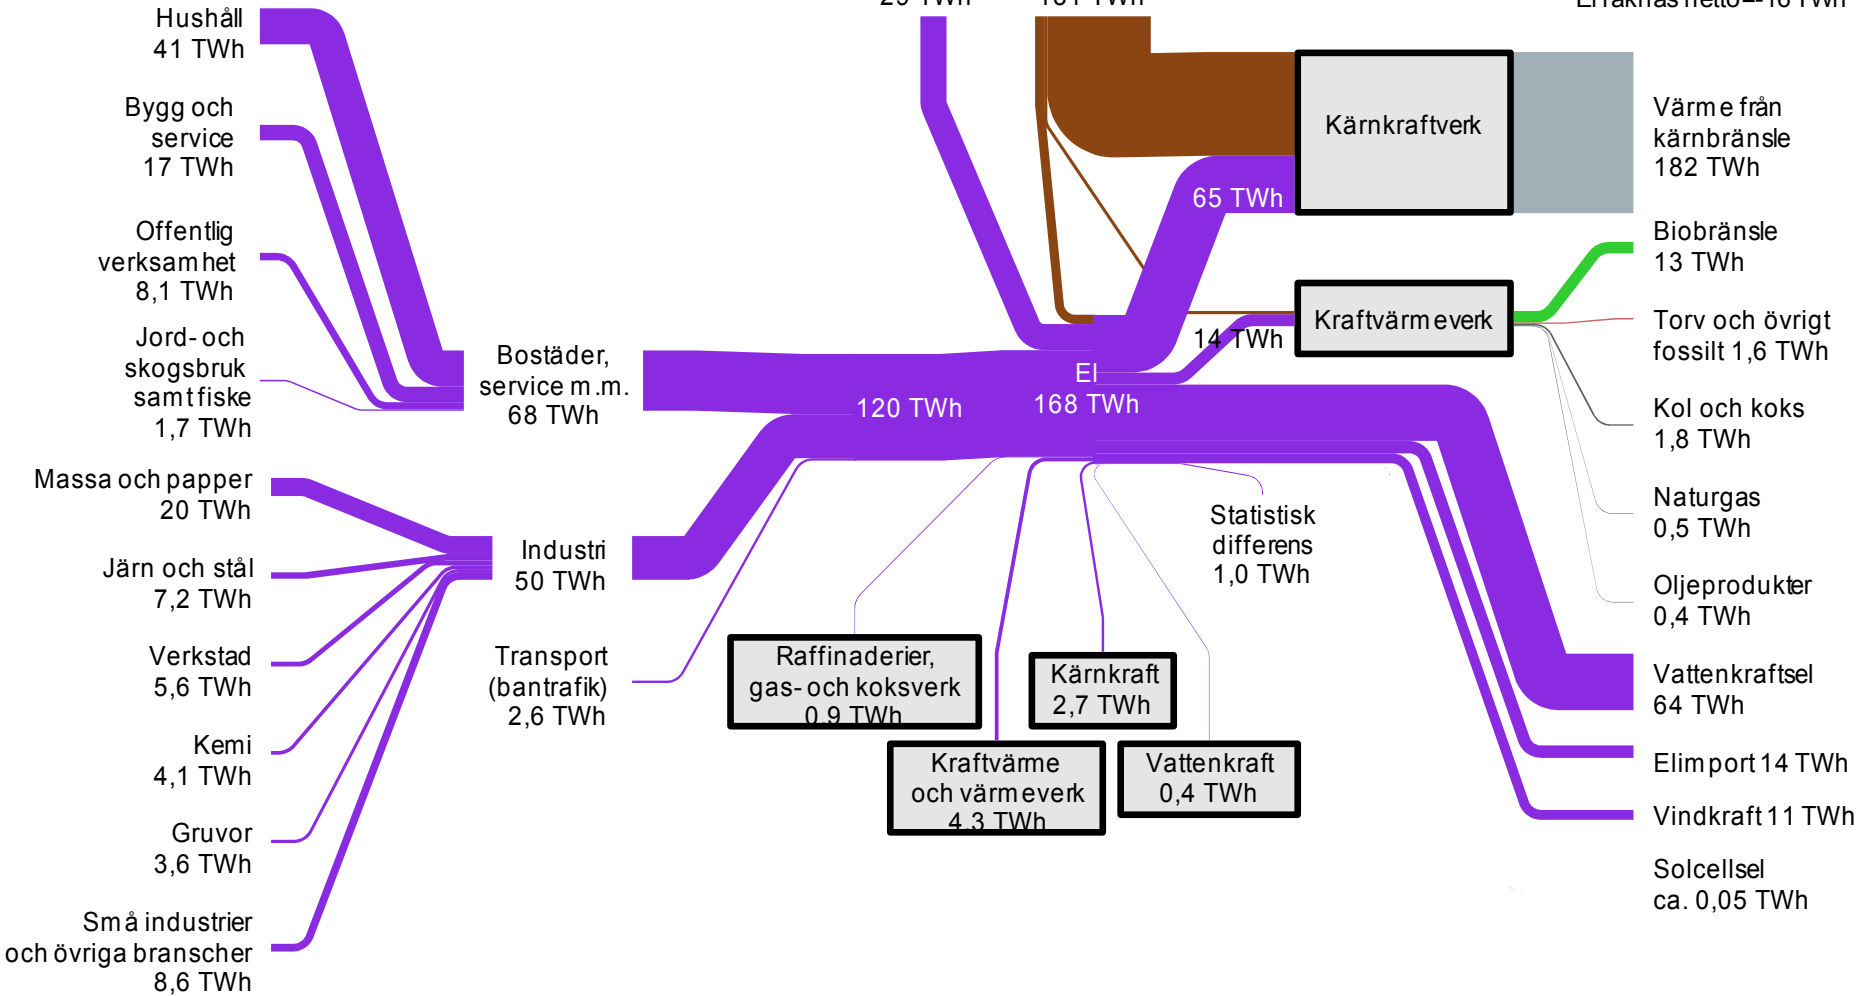 Hushåll
41 TWh
Bygg och
service
17 TWh
Offentlig
verksamhet
8,1 TWh
Jord- och
skogsbruk
samt fiske
1,7 TWh
Massa och papper
20 TWh
Järn och stål
7,2 TWh
Verkstad
5,6 TWh
Kemi
4,1 TWh
Gruvor
3,6 TWh
Små industrier
och övriga branscher
8,6 TWh
Bostäder,
service m.m.
68 TWh
Industri
50 TWh
Transport
(bantrafik)
2,6 TWh
120 TWh
El
168 TWh
65 TWh
14 TWh
Kärnkraftverk
Kraftvärmeverk
Statistisk
differens
1,0 TWh
Raffinaderier,
gas- och koksverk
0,9 TWh
Kärnkraft
2,7 TWh
Kraftvärme
och värmeverk
4,3 TWh
Vattenkraft
0,4 TWh
Värme från
kärnbränsle
182 TWh
Biobränsle
13 TWh
Torv och övrigt
fossilt 1,6 TWh
Kol och koks
1,8 TWh
Naturgas
0,5 TWh
Oljeprodukter
0,4 TWh
Vattenkraftsel
64 TWh
Elimport 14 TWh
Vindkraft 11 TWh
Solcellsel
ca. 0,05 TWh